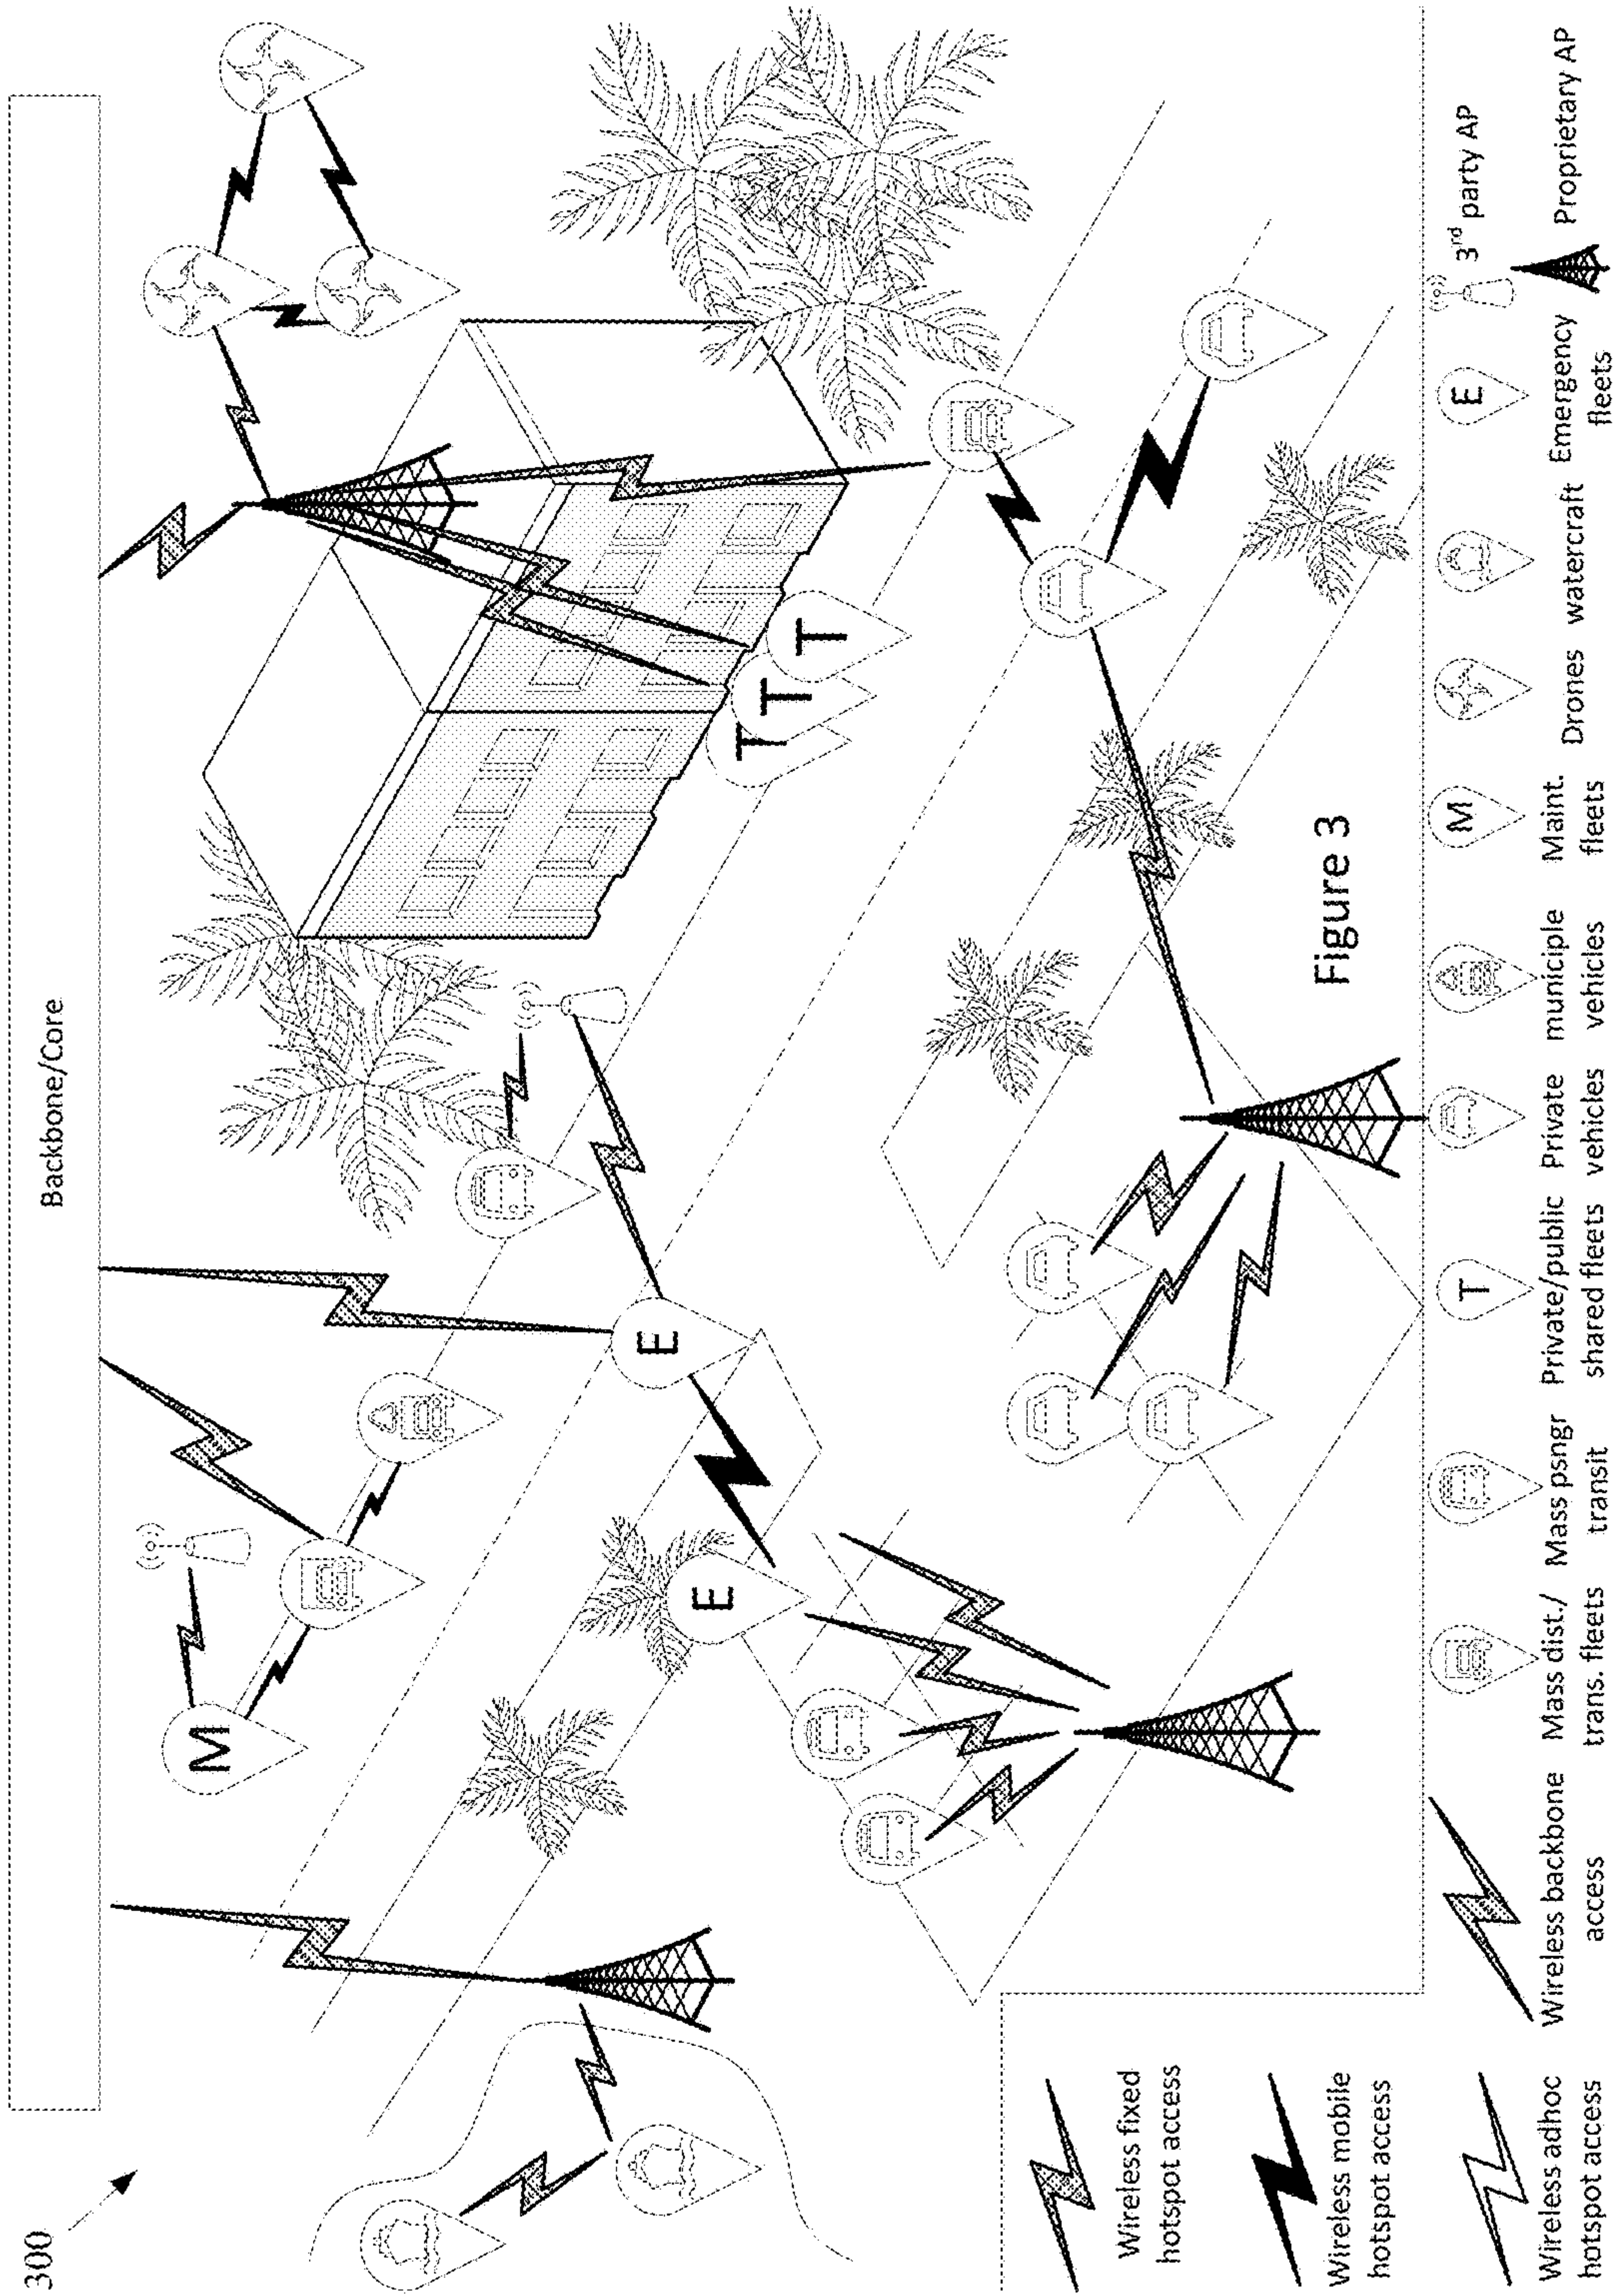 300
Backbone/Core
M
E
E
T
T
T
Figure 3
Wireless fixed
hotspot access
Wireless mobile
hotspot access
Wireless adhoc
hotspot access
Wireless backbone
access
Mass dist./
trans. fleets
Mass psngr
transit
T
Private/public
shared fleets
Private
vehicles
municiple
vehicles
M
Maint.
fleets
Drones
watercraft
E
Emergency
fleets
3rd party AP
Proprietary AP